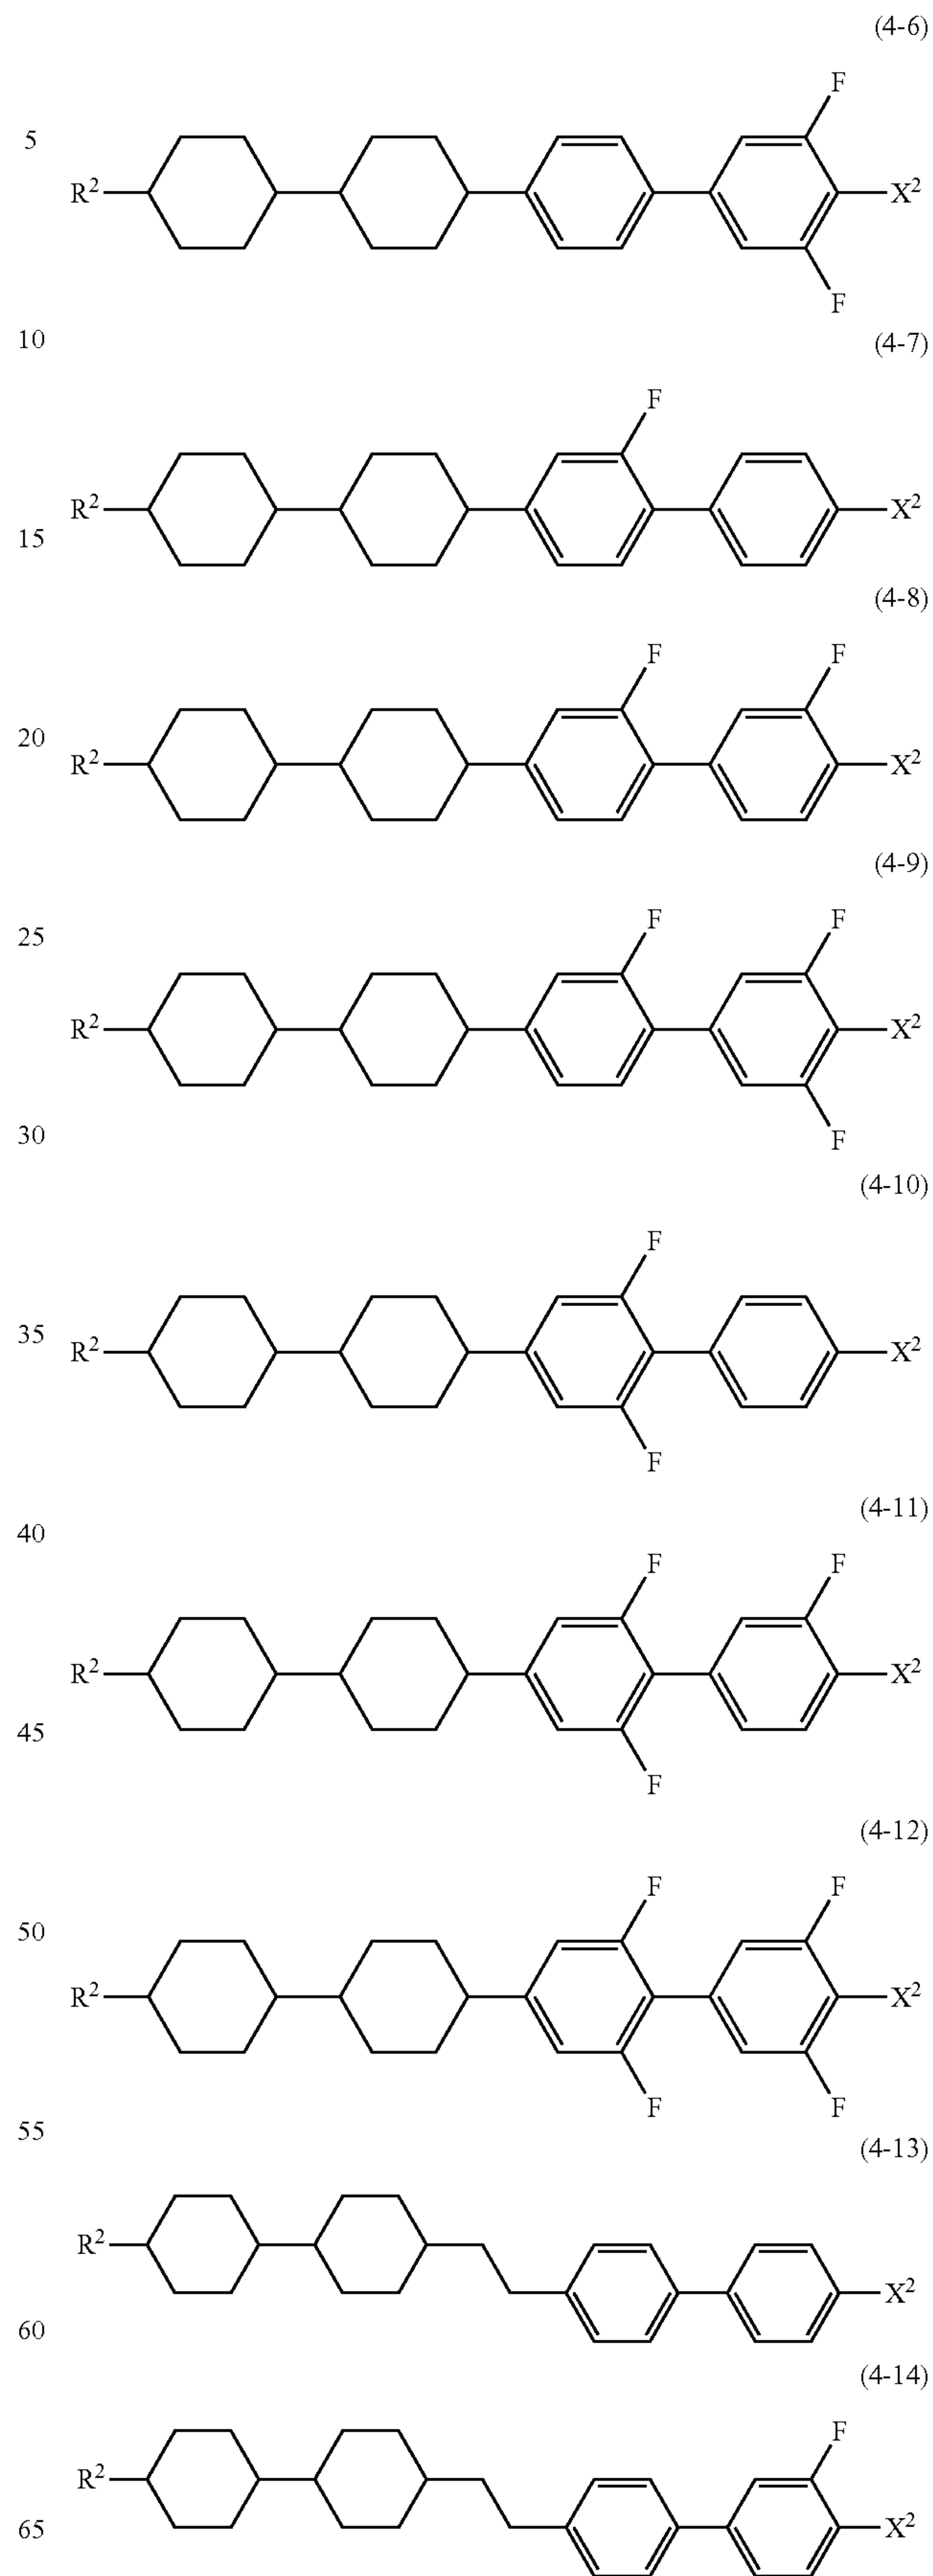 (4-6)
F
5
R² X²
F
10
(4-7)
F
R² X²
15
(4-8)
F F
20
R² X²
(4-9)
25
F F
R² X²
30
F
(4-10)
F
35
R² X²
F
(4-11)
40
F F
R² X²
45
F
(4-12)
F F
50
R² X²
F F
55
(4-13)
R²
X²
60
(4-14)
F
R²
65
X²